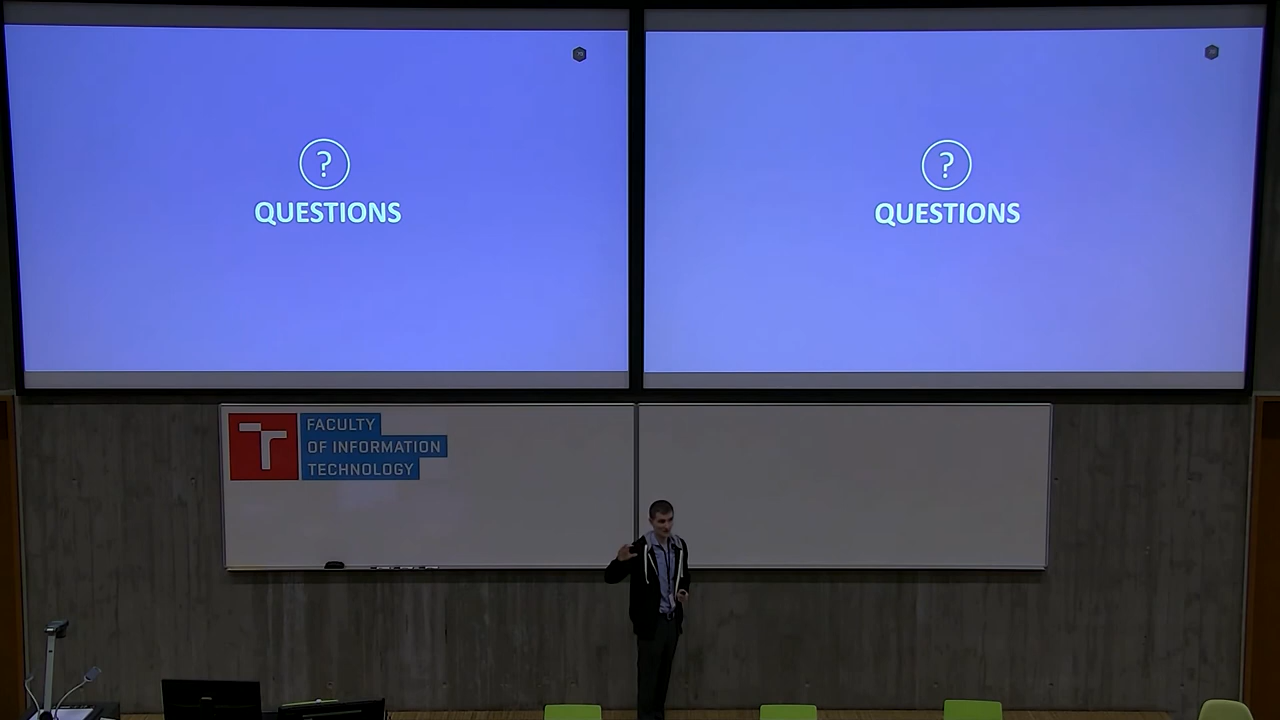 ?
QUESTIONS
?
QUESTIONS
T
FACULTY
OF INFORMATION
TECHNOLOGY